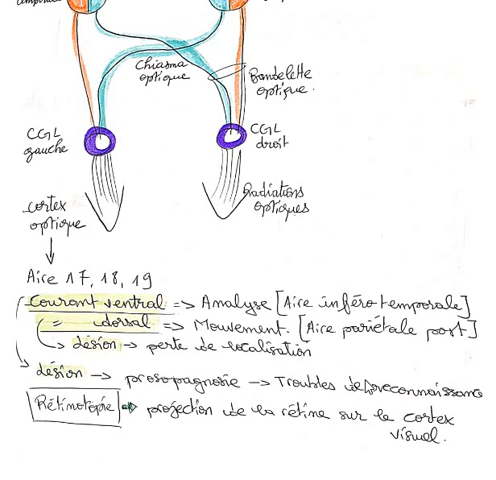 Chiasma
optique
Bandelette
optique.
CGL
gauche
CGL
droit
Radiations
optiques
cortex
optique
Aire 17, 18, 19
Courant ventral => Analyse [Aire inféro temporale]
= dorsal => Mouvement. [Aire pariétale post]
→ lésion → perte de localisation
lésion → prosopagnosie → Troubles de reconnaissance
Rétinotopie => projection de la rétine sur le cortex
visuel.